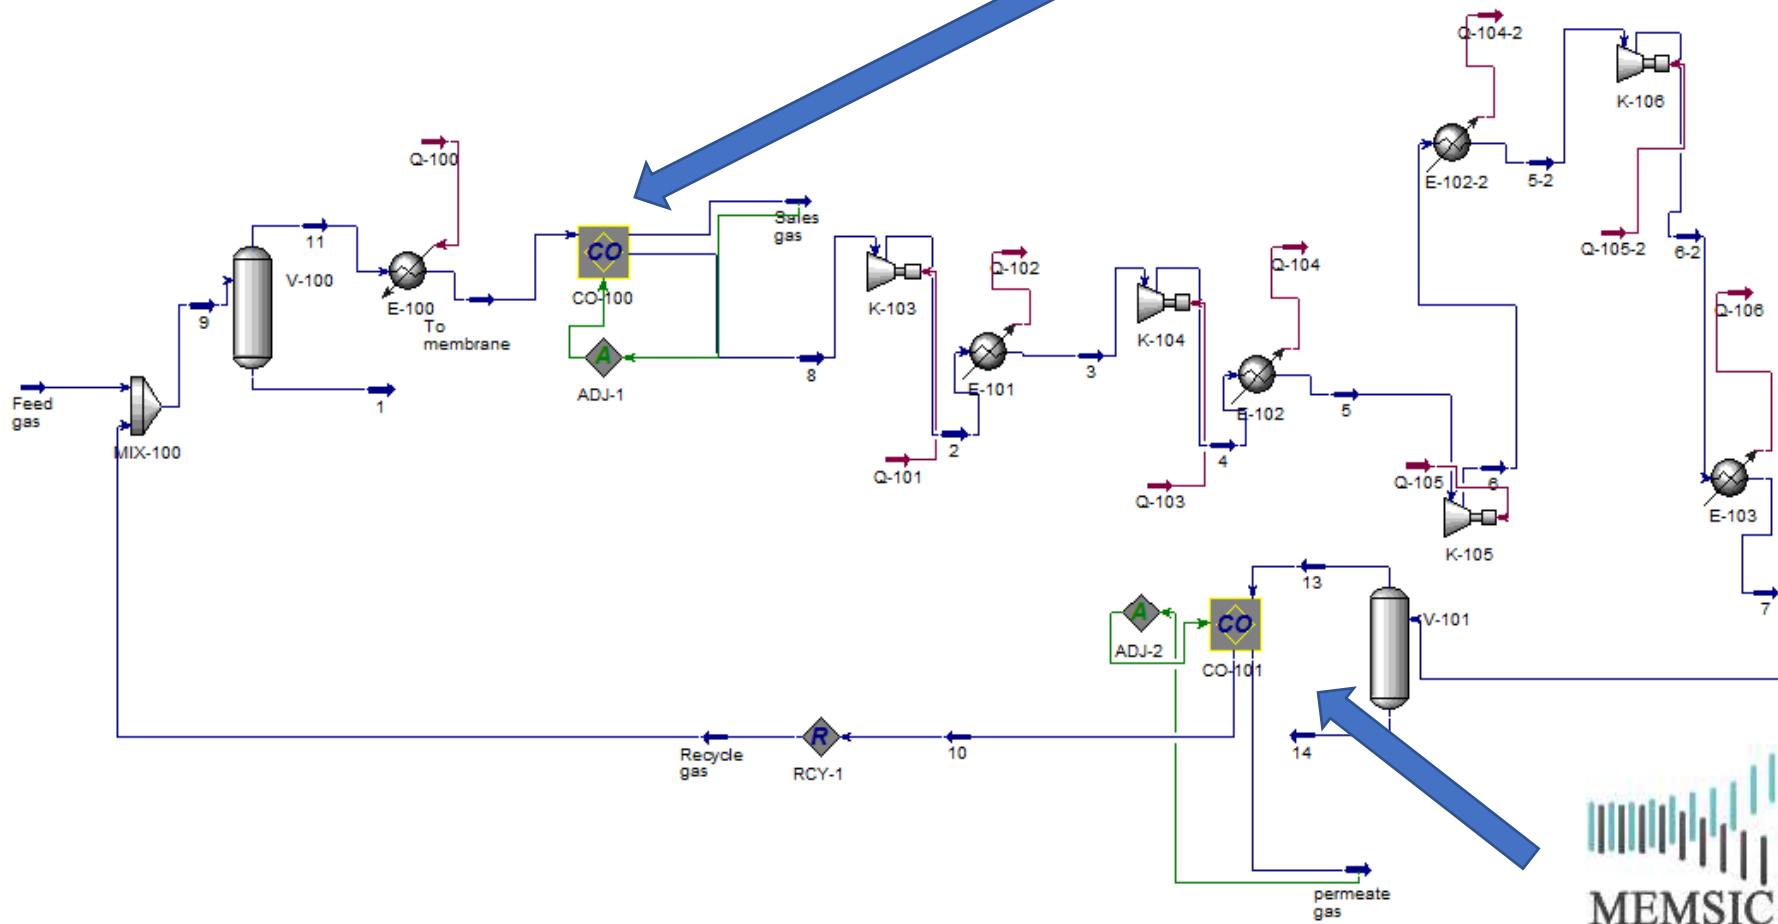 Q-104-2
K-106
E-102-2
5-2
Q-105-2
6-2
Q-100
11
V-100
9
E-100
To
membrane
CO
CO-100
A
ADJ-1
Sales
gas
K-103
8
Q-101
2
Q-102
E-101
3
K-104
Q-103
4
Q-104
E-102
5
Q-105
6
K-105
Q-106
E-103
7
Feed
gas
MIX-100
1
13
V-101
A
ADJ-2
CO
CO-101
14
10
R
RCY-1
Recycle
gas
permeate
gas
MEMSIC